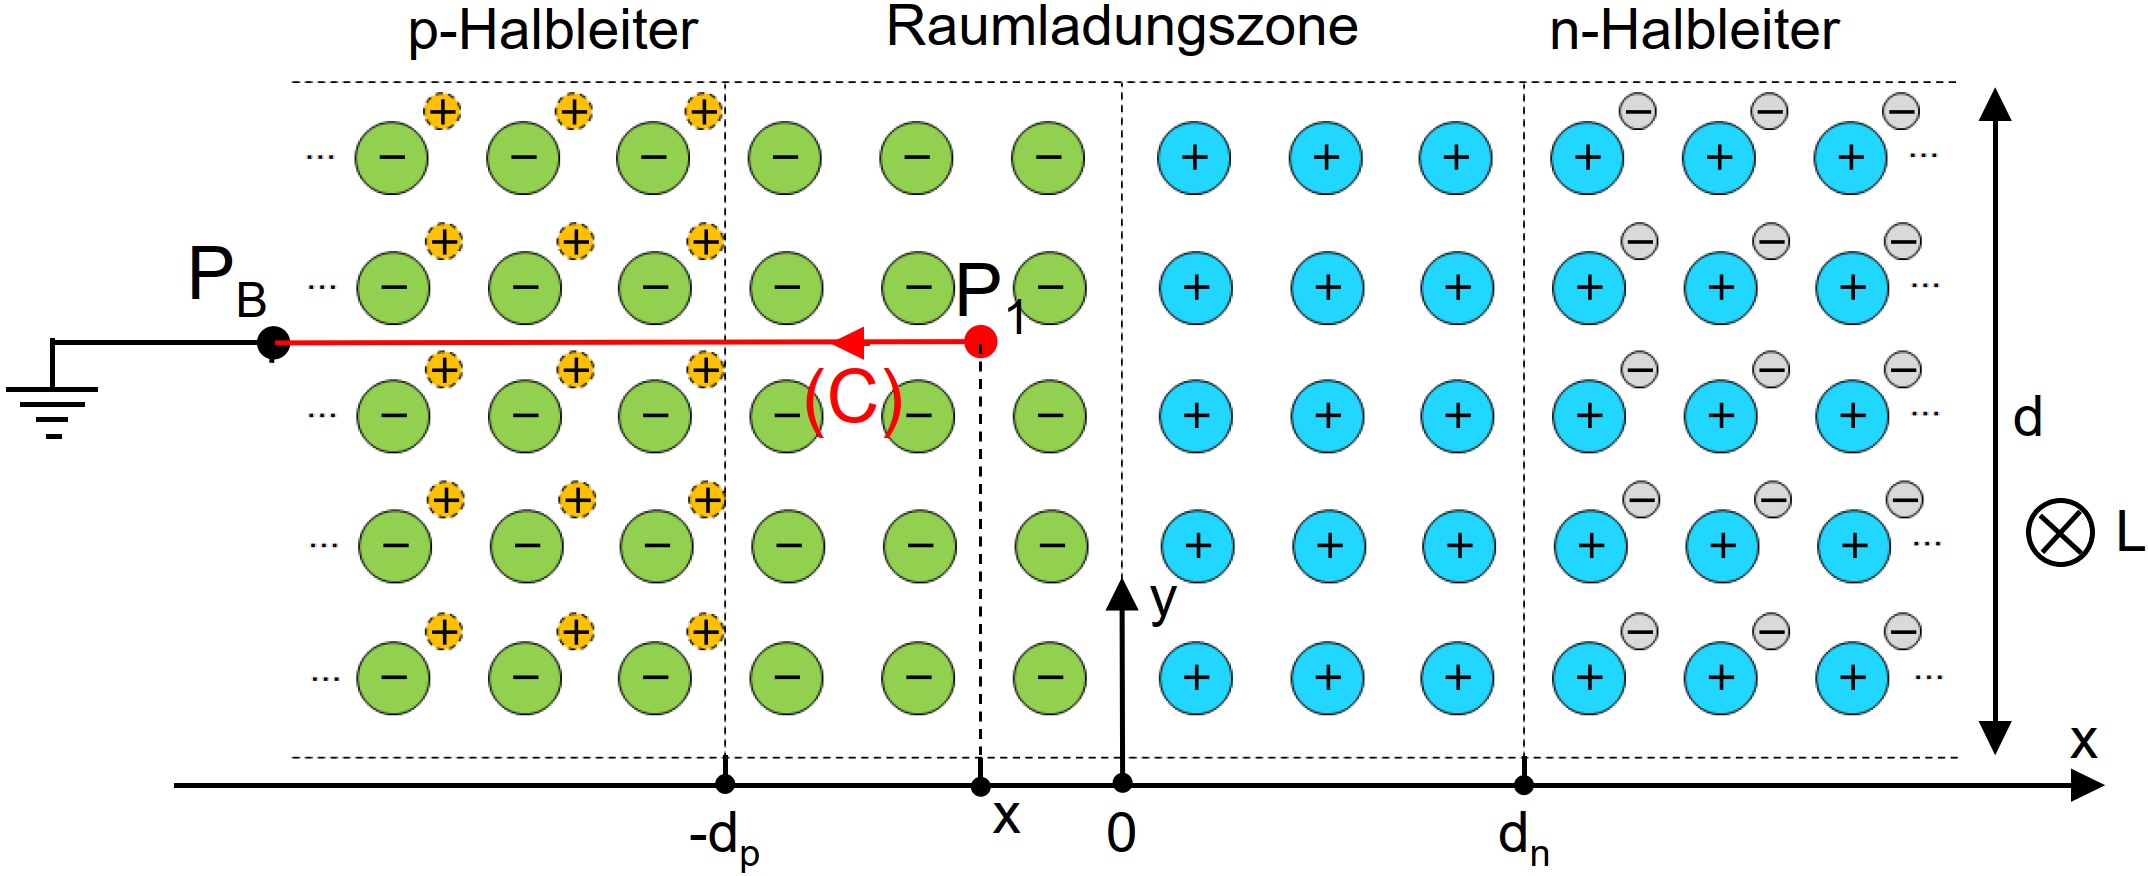 p-Halbleiter Raumladungszone n-Halbleiter
... − + − + − + − − − + + + + − + − + − ...
P_B ... − + − + − + − − P_1 − + + + + − + − + − ...
... − + − + − + − (C) − − + + + + − + − + − ... d
... − + − + − + − − − + + + + − + − + − ... L
y
... − + − + − + − − − + + + + − + − + − ...
x
-d_p x 0 d_n